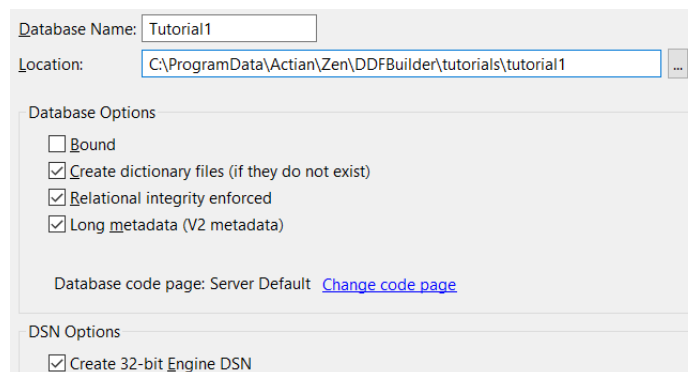 Database Name: Tutorial1
Location: C:\ProgramData\Actian\Zen\DDFBuilder\tutorials\tutorial1 ...
Database Options
Bound
Create dictionary files (if they do not exist)
Relational integrity enforced
Long metadata (V2 metadata)
Database code page: Server Default Change code page
DSN Options
Create 32-bit Engine DSN